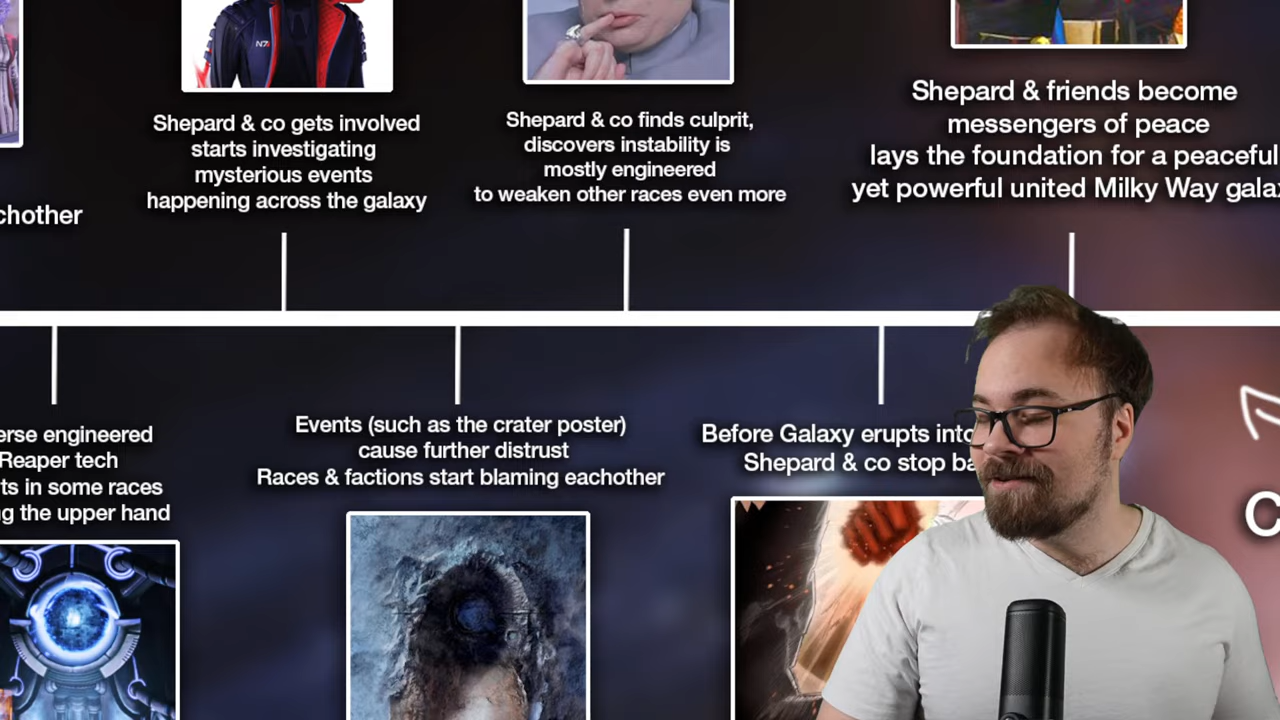 N7
Shepard & co gets involved
starts investigating
mysterious events
happening across the galaxy
Shepard & co finds culprit,
discovers instability is
mostly engineered
to weaken other races even more
Shepard & friends become
messengers of peace
lays the foundation for a peaceful
yet powerful united Milky Way
engineered
Reaper tech
in some races
the upper hand
Events (such as the crater poster)
cause further distrust
Races & factions start blaming eachother
Before Galaxy erupts into
Shepard & co stop